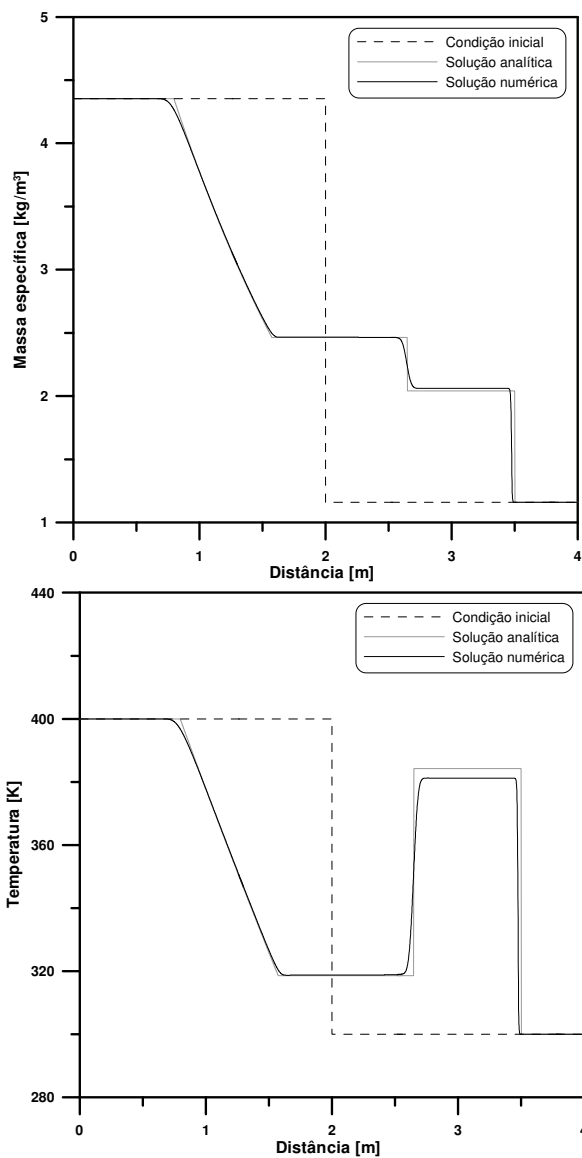 5
Condição inicial
Solução analítica
Solução numérica
4
Massa específica [kg/m³]
3
2
1
0 1 2 3 4
Distância [m]
440
Condição inicial
Solução analítica
Solução numérica
400
Temperatura [K]
360
320
280
0 1 2 3 4
Distância [m]